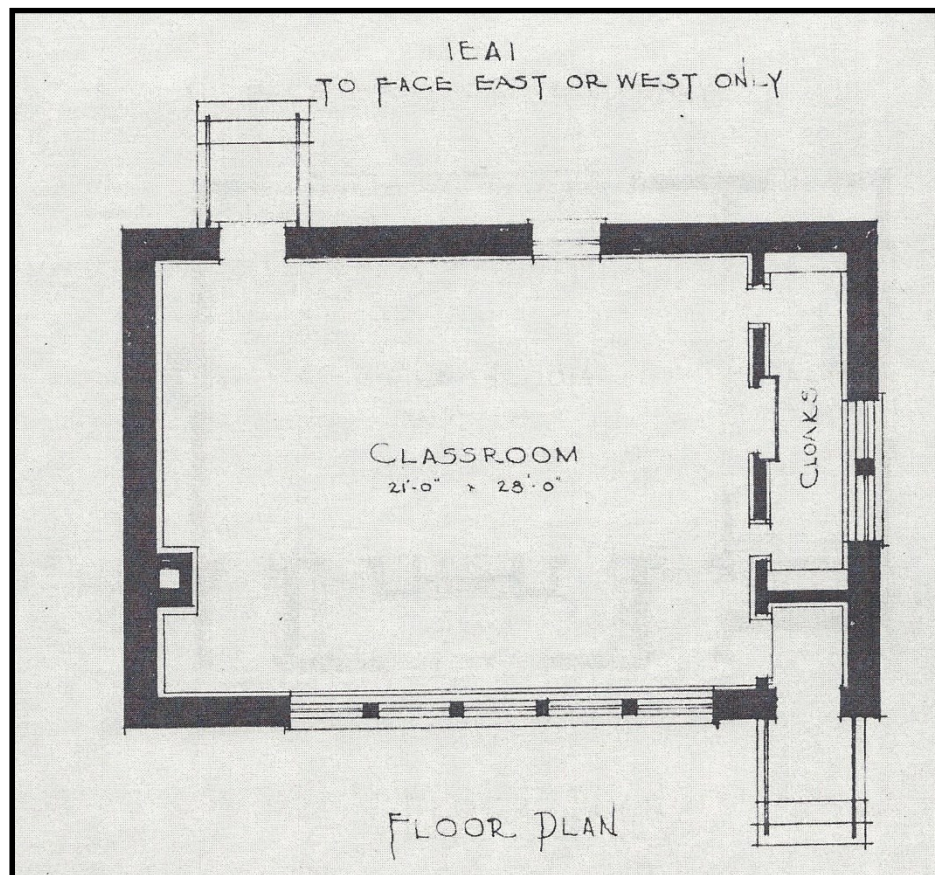 1EA1
TO FACE EAST OR WEST ONLY
CLASSROOM
21'-0" x 28'-0"
CLOAKS
FLOOR PLAN